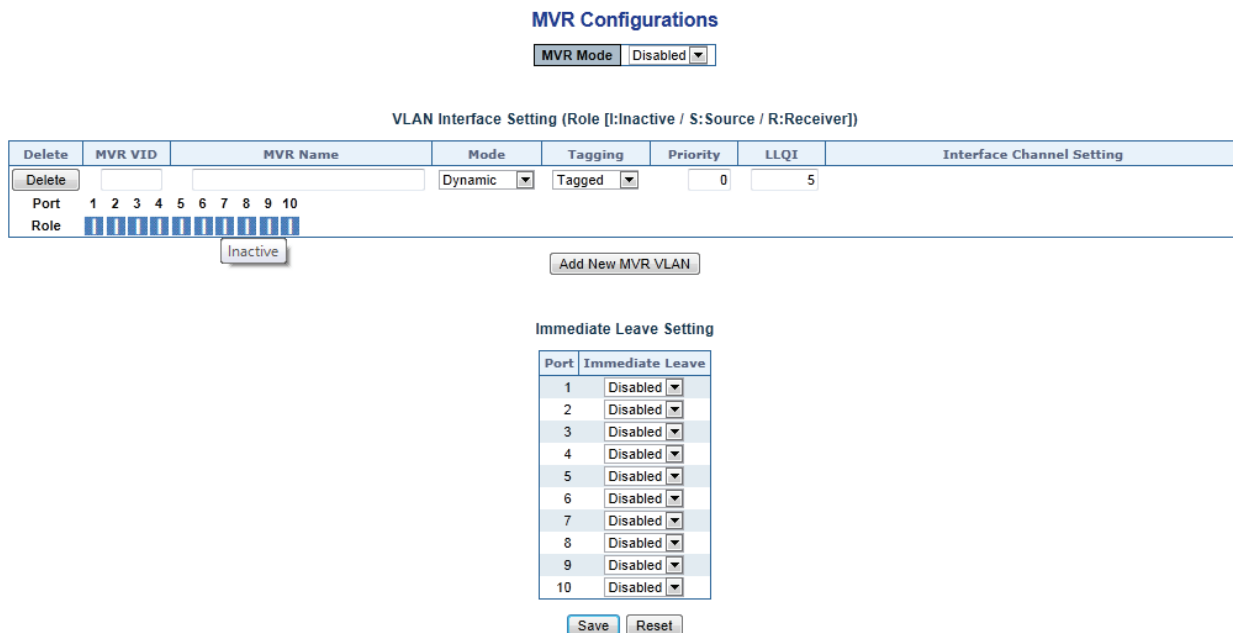 MVR Configurations
MVR Mode Disabled
VLAN Interface Setting (Role [I:Inactive / S:Source / R:Receiver])
Delete MVR VID MVR Name Mode Tagging Priority LLQI Interface Channel Setting
Delete Dynamic Tagged 0 5
Port 1 2 3 4 5 6 7 8 9 10
Role I I I I I I I I I I
Inactive
Add New MVR VLAN
Immediate Leave Setting
Port Immediate Leave
1 Disabled
2 Disabled
3 Disabled
4 Disabled
5 Disabled
6 Disabled
7 Disabled
8 Disabled
9 Disabled
10 Disabled
Save Reset